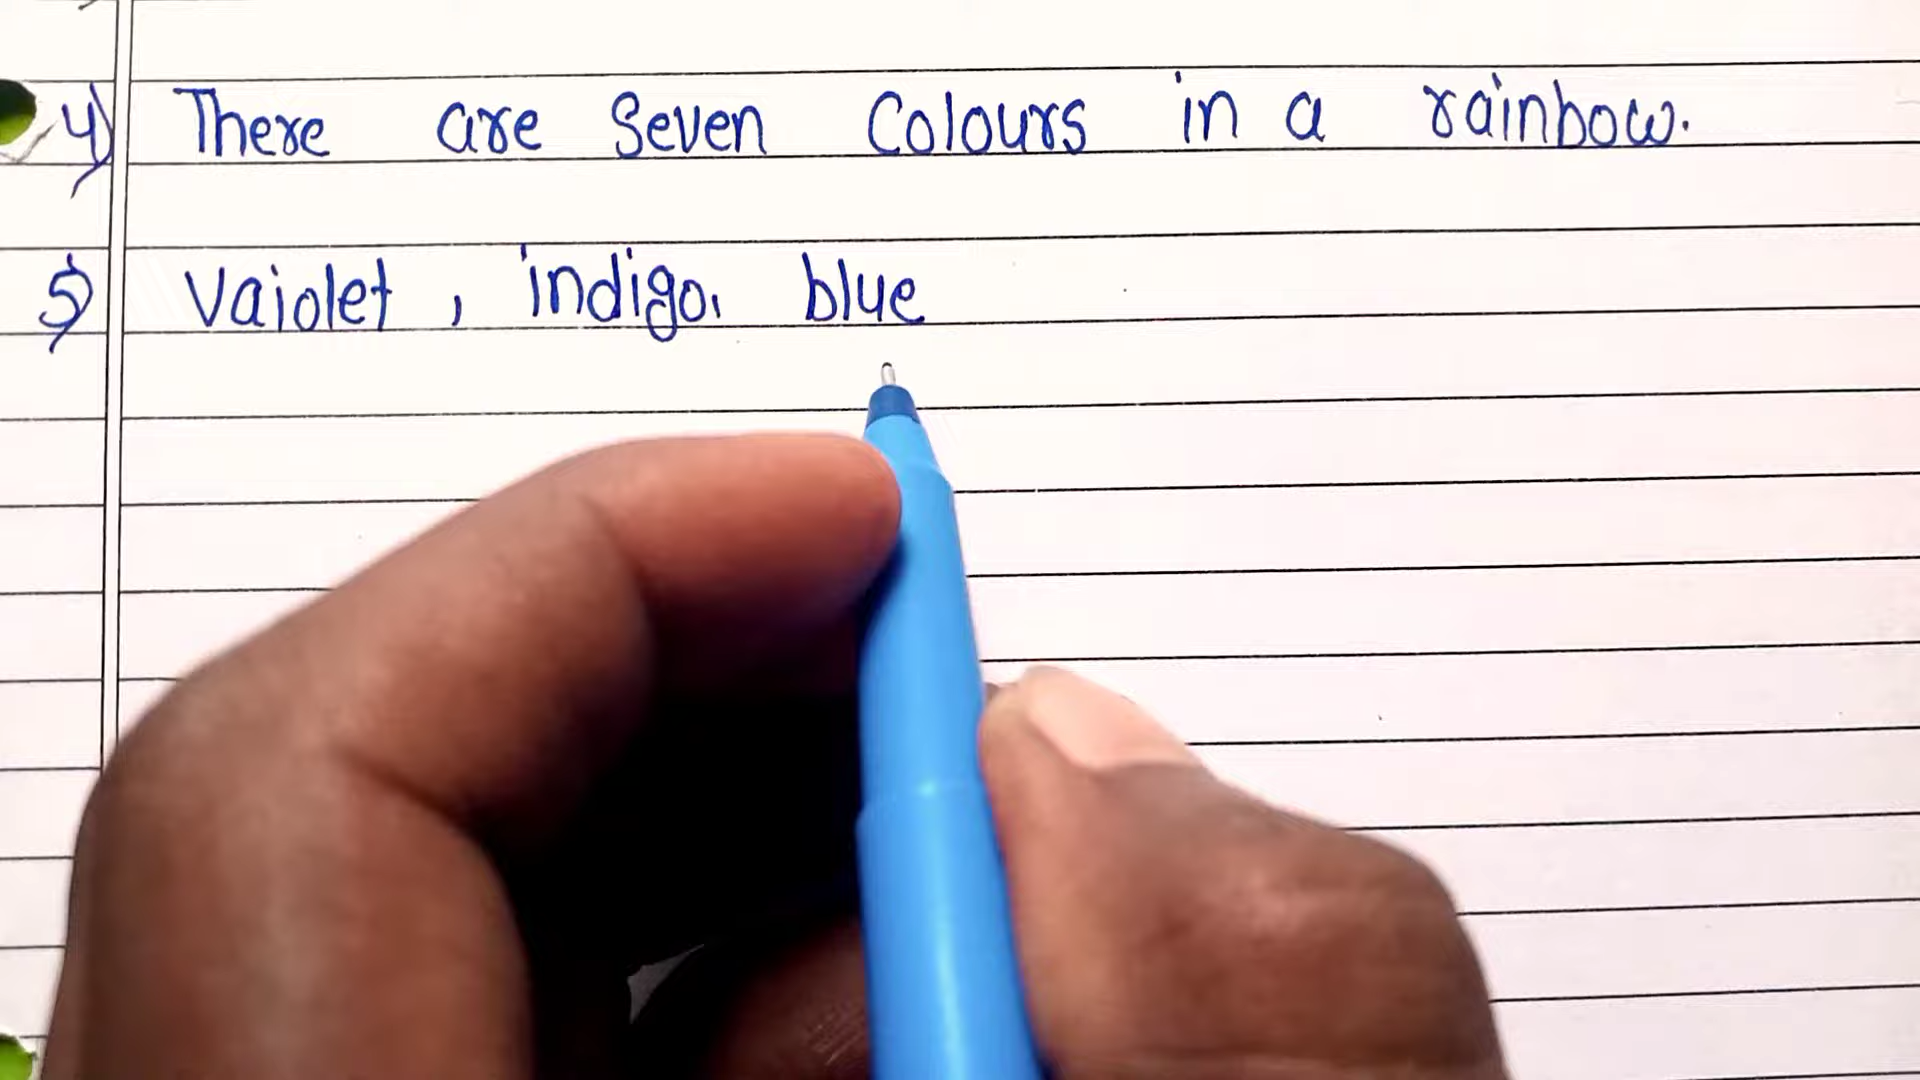 4) There are Seven Colours in a rainbow.
5) Vaiolet , indigo, blue